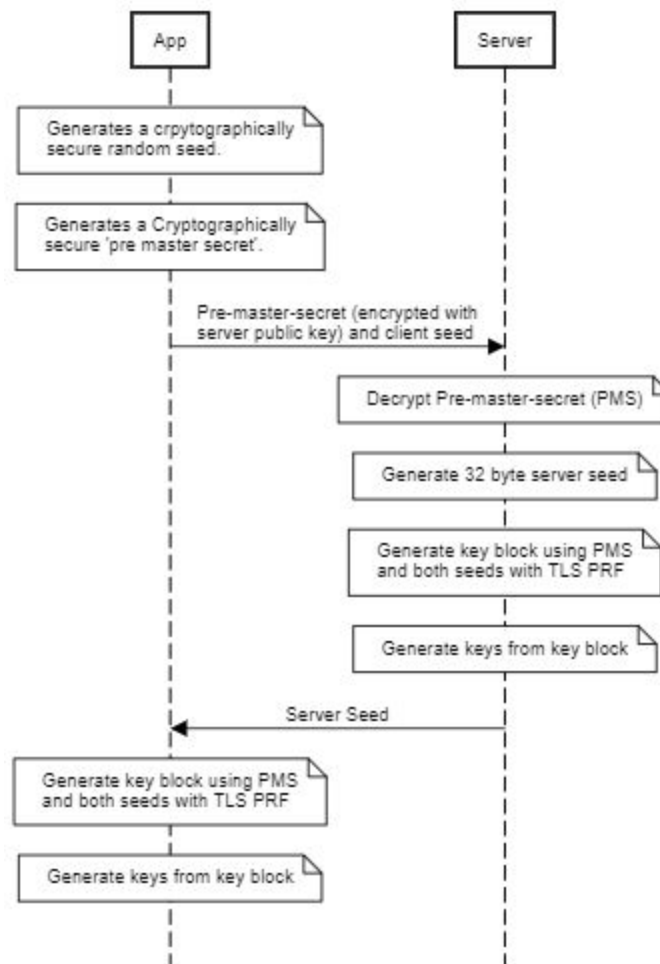 App
Server
Generates a crpytographically
secure random seed.
Generates a Cryptographically
secure 'pre master secret'.
Pre-master-secret (encrypted with
server public key) and client seed
Decrypt Pre-master-secret (PMS)
Generate 32 byte server seed
Generate key block using PMS
and both seeds with TLS PRF
Generate keys from key block
Server Seed
Generate key block using PMS
and both seeds with TLS PRF
Generate keys from key block